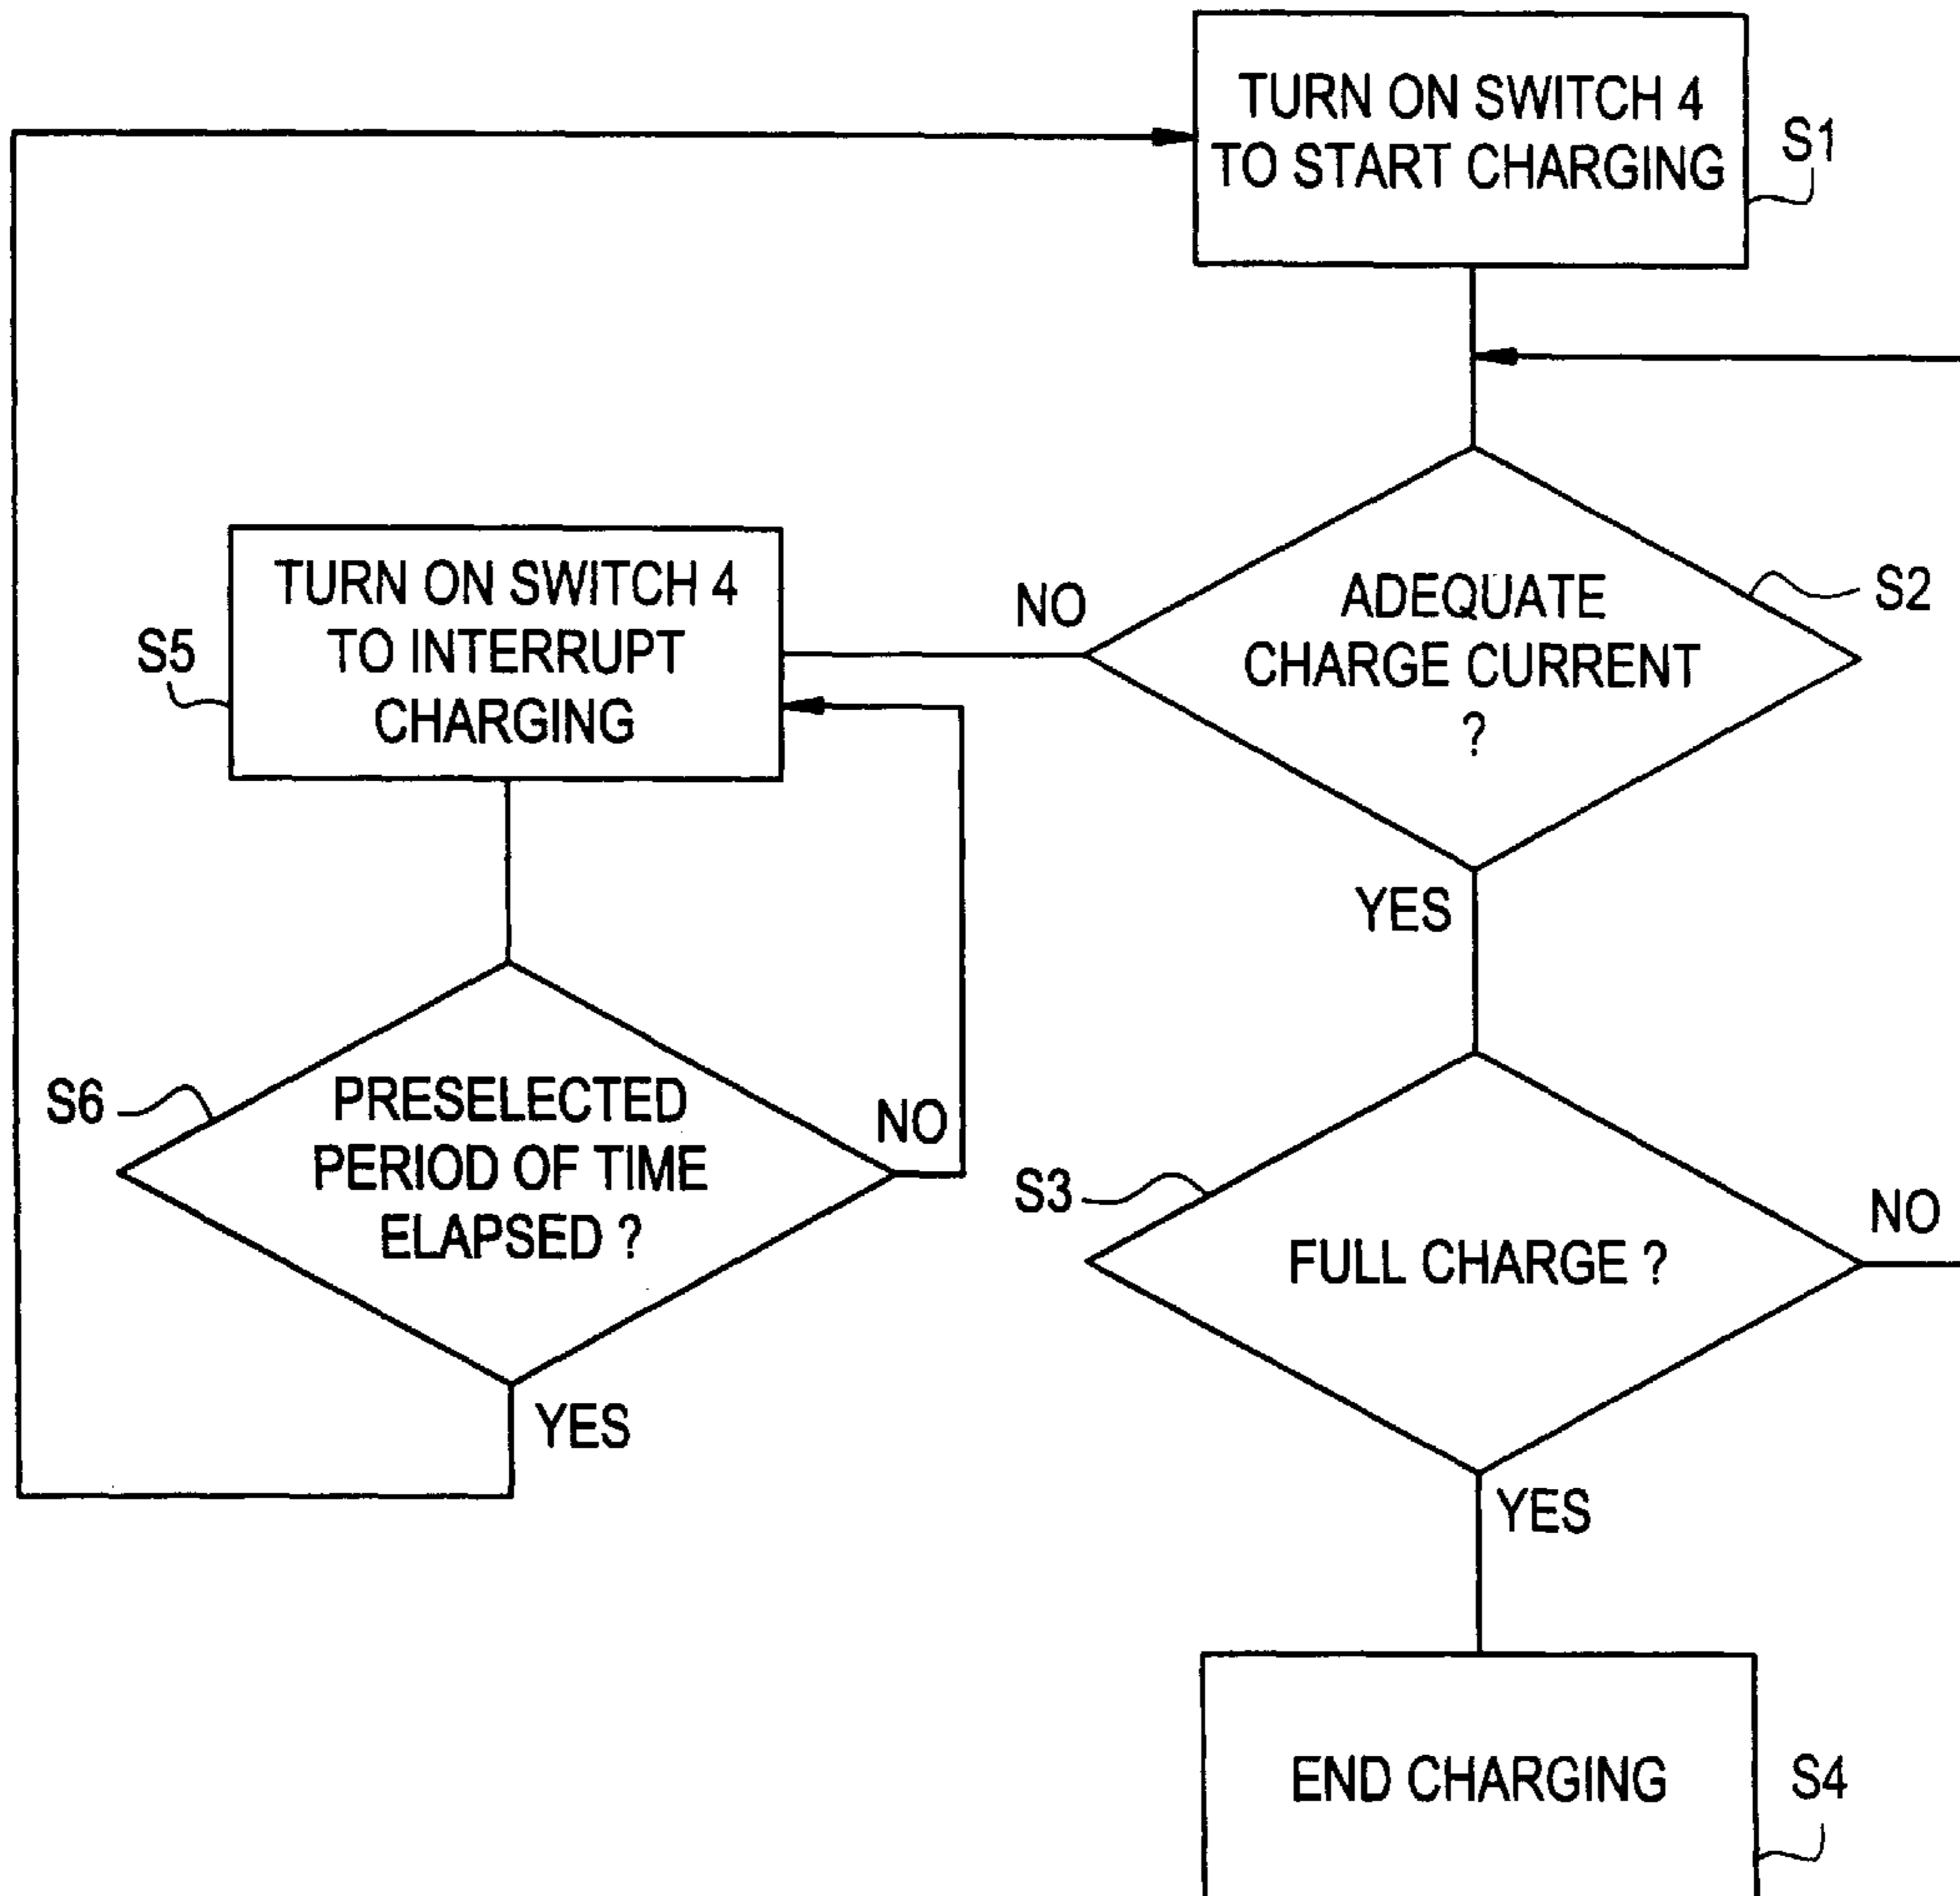 TURN ON SWITCH 4
TO START CHARGING
S1
ADEQUATE
CHARGE CURRENT
?
S2
NO
YES
TURN ON SWITCH 4
TO INTERRUPT
CHARGING
S5
PRESELECTED
PERIOD OF TIME
ELAPSED ?
S6
NO
YES
S3
FULL CHARGE ?
NO
YES
END CHARGING
S4